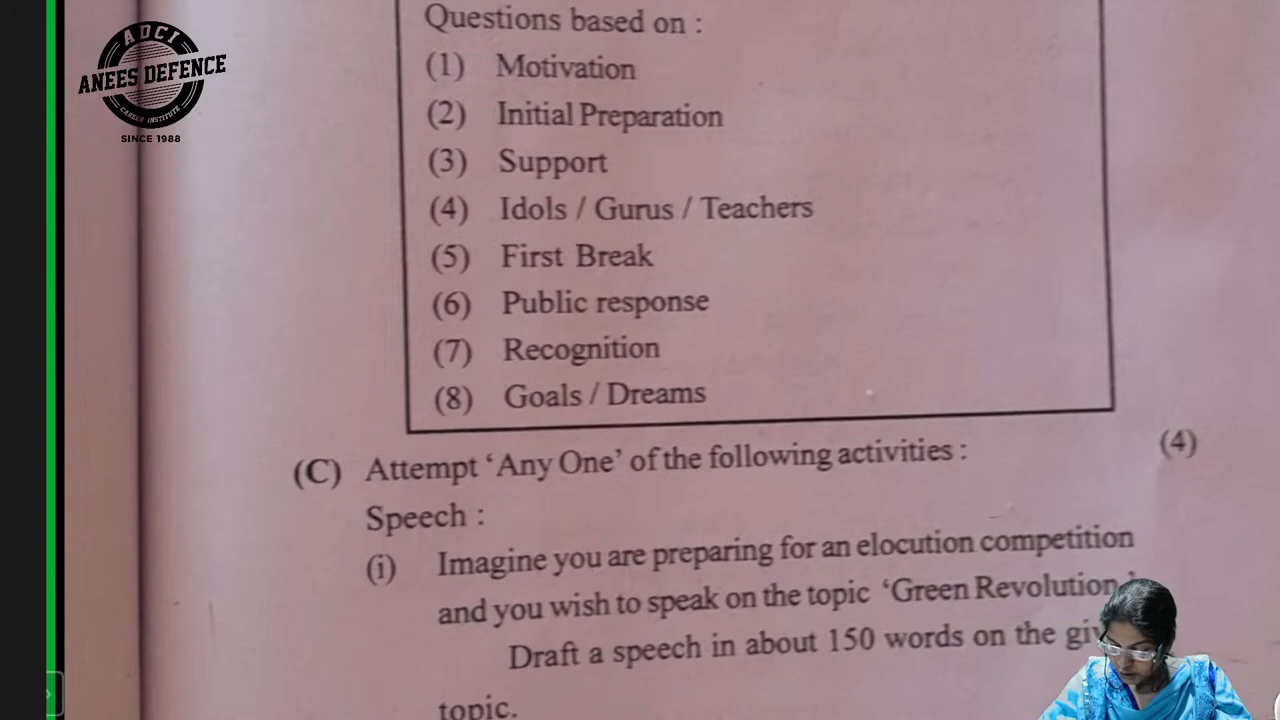 ADCI
ANEES DEFENCE
CAREER INSTITUTE
SINCE 1988
Questions based on :
(1) Motivation
(2) Initial Preparation
(3) Support
(4) Idols / Gurus / Teachers
(5) First Break
(6) Public response
(7) Recognition
(8) Goals / Dreams
(C) Attempt ‘Any One’ of the following activities : (4)
Speech :
(i) Imagine you are preparing for an elocution competition
and you wish to speak on the topic ‘Green Revolution
Draft a speech in about 150 words on the
topic.